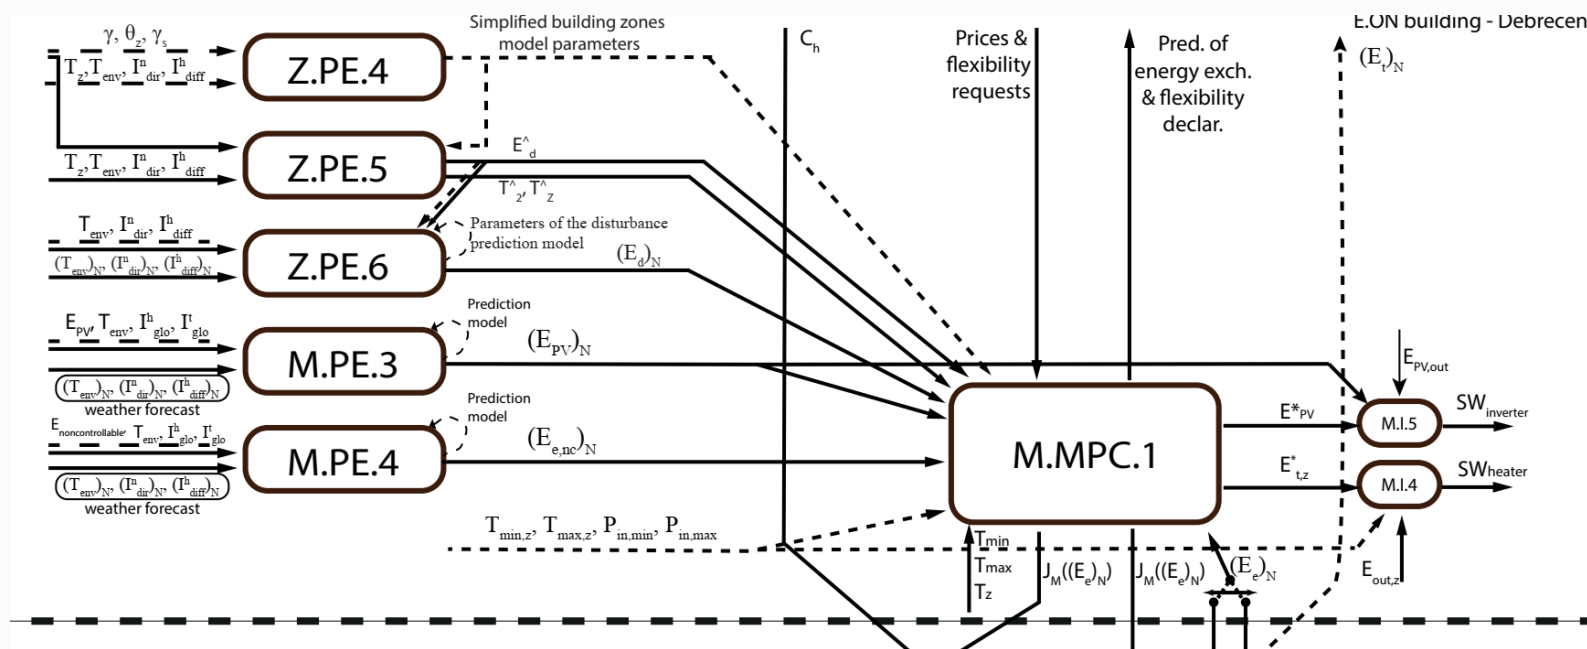 γ, θz, γs
Tz,Tenv, Iⁿdir, Iʰdiff
Z.PE.4
Simplified building zones
model parameters
Ch
Prices &
flexibility
requests
Pred. of
energy exch.
& flexibility
declar.
E.ON building - Debrecen
(Et)N
Tz,Tenv, Iⁿdir, Iʰdiff
Z.PE.5
E^d
T^2, T^Z
Tenv, Iⁿdir, Iʰdiff
(Tenv)N, (Iⁿdir)N, (Iʰdiff)N
Z.PE.6
Parameters of the disturbance
prediction model
(Ed)N
EPV, Tenv, Iʰglo, Iᵗglo
(Tenv)N, (Iⁿdir)N, (Iʰdiff)N
weather forecast
M.PE.3
Prediction
model
(EPV)N
Enoncontrollable, Tenv, Iʰglo, Iᵗglo
(Tenv)N, (Iⁿdir)N, (Iʰdiff)N
weather forecast
M.PE.4
Prediction
model
(Ee,nc)N
M.MPC.1
EPV,out
E*PV
M.I.5
SWinverter
E*t,z
M.I.4
SWheater
Tmin,z, Tmax,z, Pin,min, Pin,max
Tmin
Tmax
Tz
JM((Ee)N)
JM((Ee)N)
(Ee)N
Eout,z